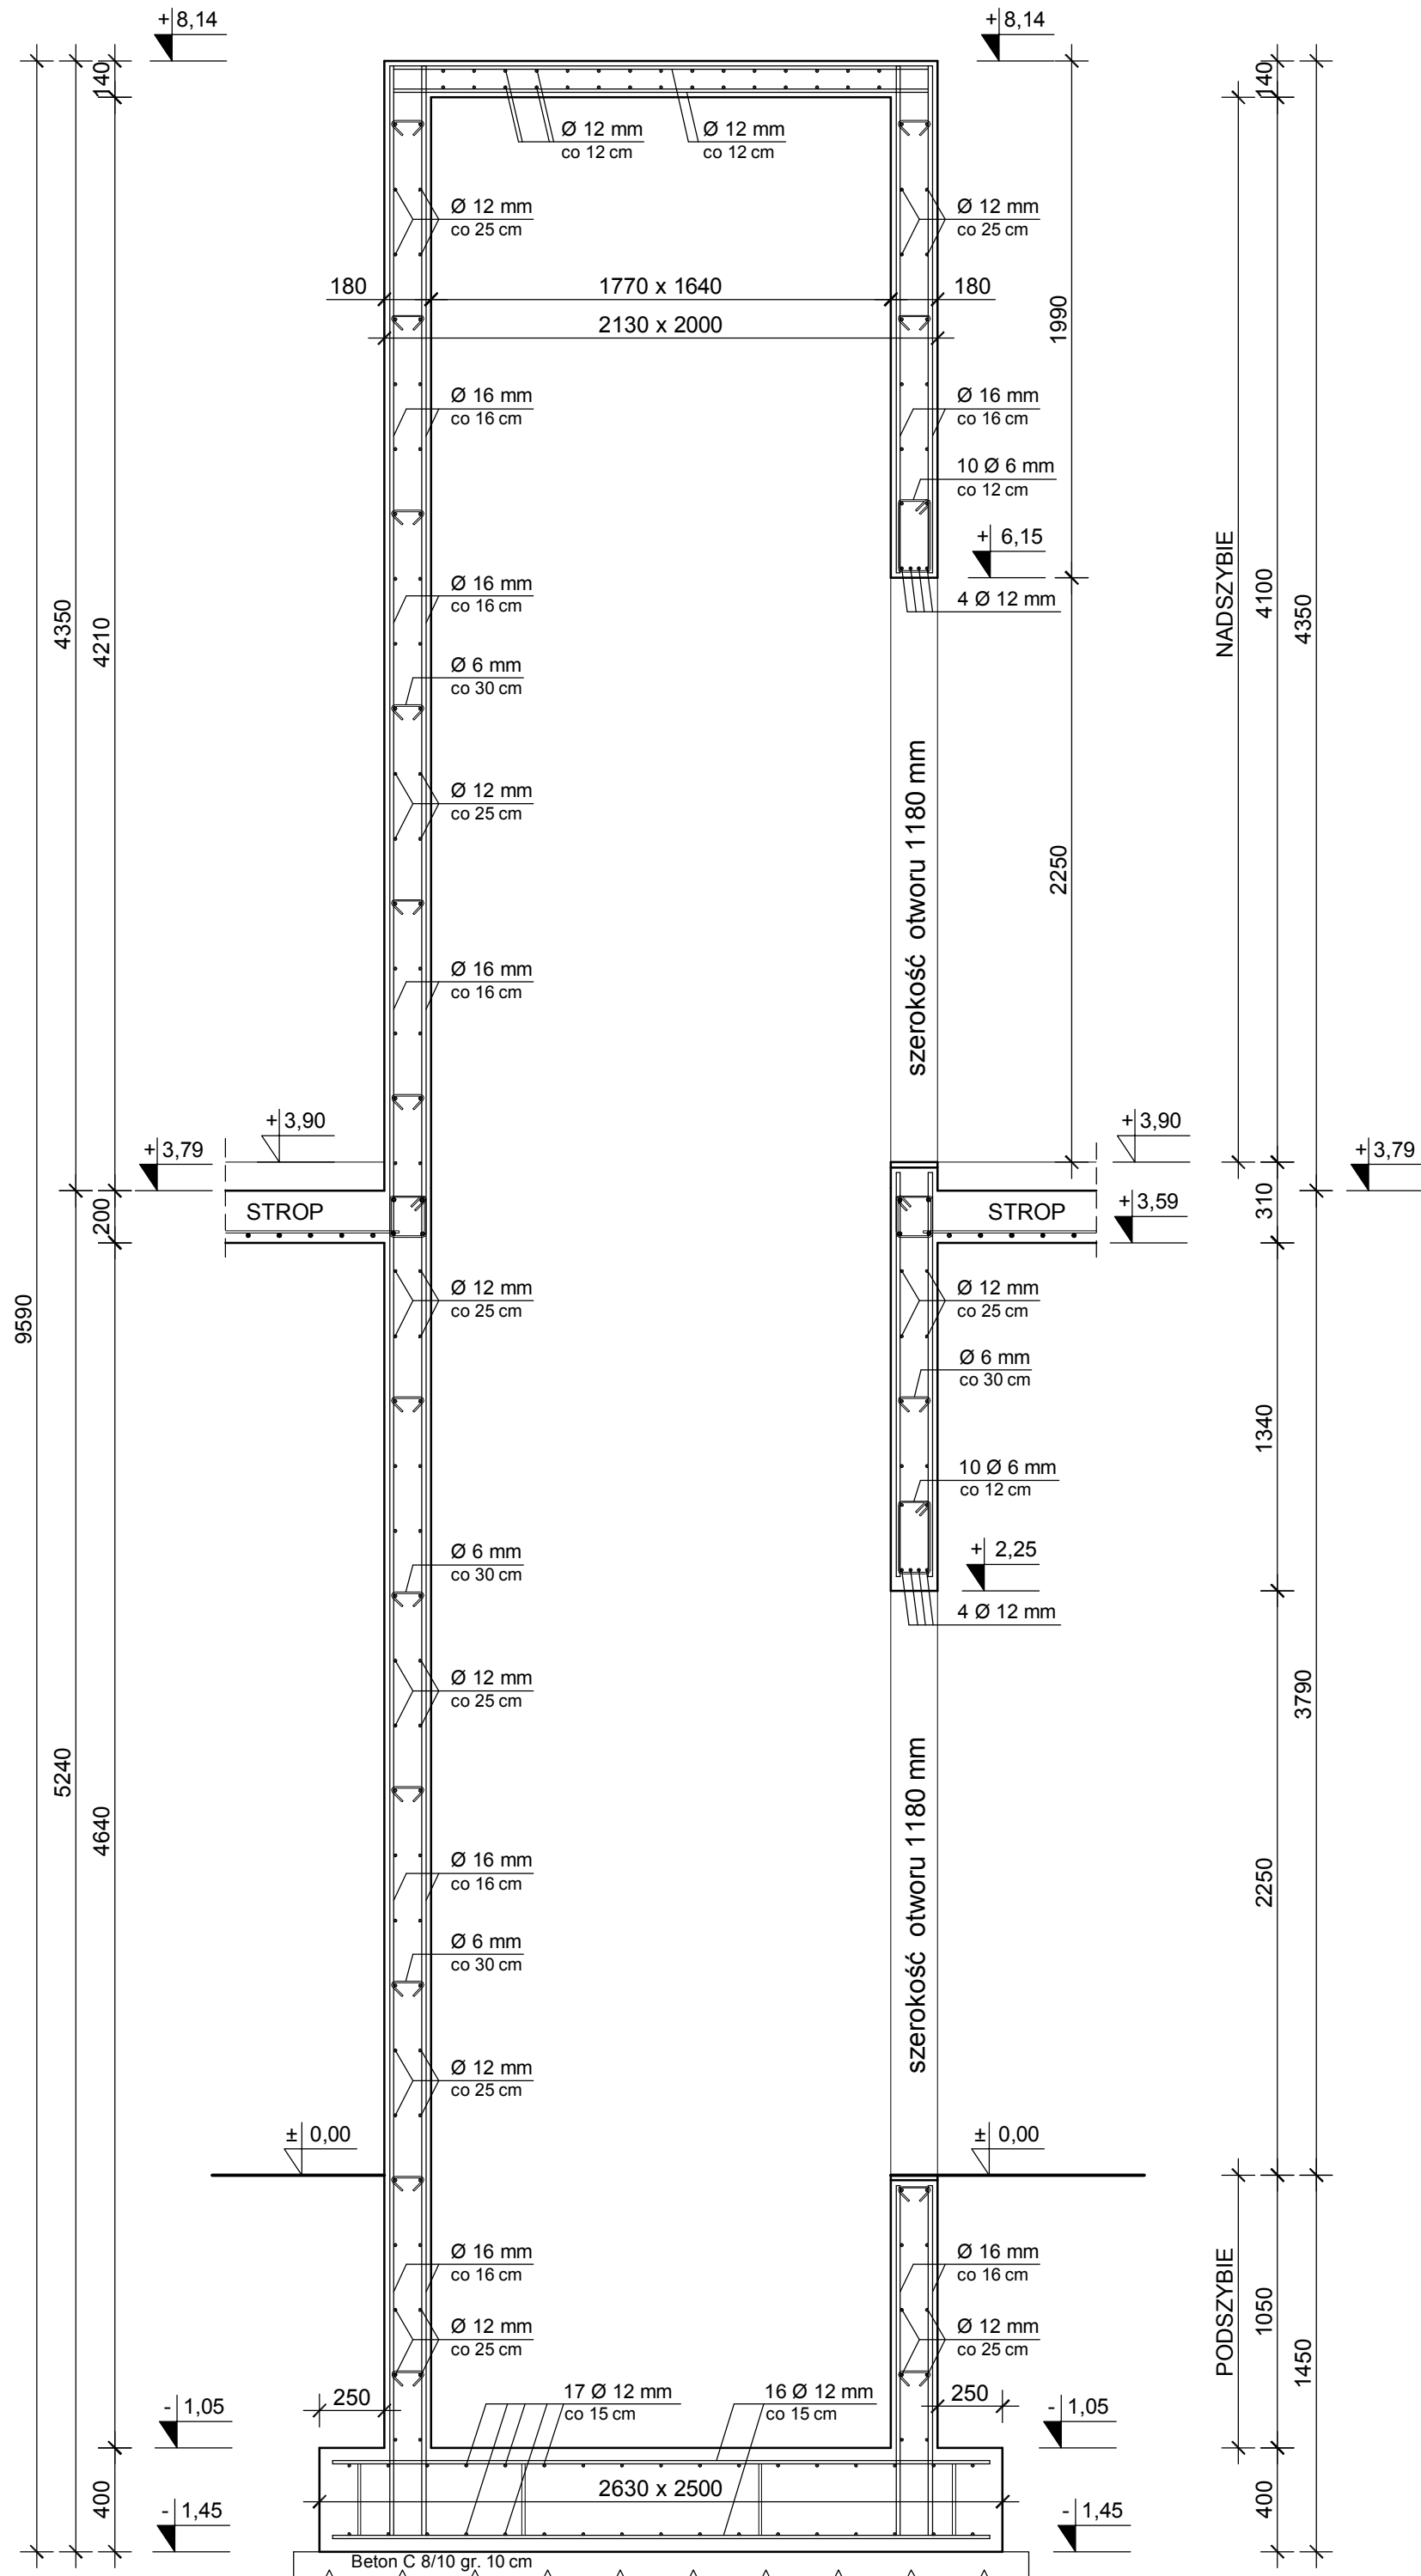 + 8,14
+ 8,14
140
140
Ø 12 mm
co 12 cm
Ø 12 mm
co 12 cm
Ø 12 mm
co 25 cm
Ø 12 mm
co 25 cm
180
1770 x 1640
180
2130 x 2000
1990
Ø 16 mm
co 16 cm
Ø 16 mm
co 16 cm
10 Ø 6 mm
co 12 cm
+ 6,15
4 Ø 12 mm
Ø 16 mm
co 16 cm
4350
4210
NADSZYBIE
4100
4350
Ø 6 mm
co 30 cm
Ø 12 mm
co 25 cm
szerokość otworu 1180 mm
2250
Ø 16 mm
co 16 cm
+ 3,90
+ 3,90
+ 3,79
+ 3,79
200
STROP
STROP
+ 3,59
310
9590
Ø 12 mm
co 25 cm
Ø 12 mm
co 25 cm
Ø 6 mm
co 30 cm
1340
10 Ø 6 mm
co 12 cm
Ø 6 mm
co 30 cm
+ 2,25
4 Ø 12 mm
Ø 12 mm
co 25 cm
3790
5240
4640
szerokość otworu 1180 mm
Ø 16 mm
co 16 cm
2250
Ø 6 mm
co 30 cm
Ø 12 mm
co 25 cm
± 0,00
± 0,00
Ø 16 mm
co 16 cm
Ø 16 mm
co 16 cm
PODSZYBIE
1050
1450
Ø 12 mm
co 25 cm
Ø 12 mm
co 25 cm
250
17 Ø 12 mm
co 15 cm
16 Ø 12 mm
co 15 cm
250
- 1,05
- 1,05
400
2630 x 2500
400
- 1,45
- 1,45
Beton C 8/10 gr. 10 cm